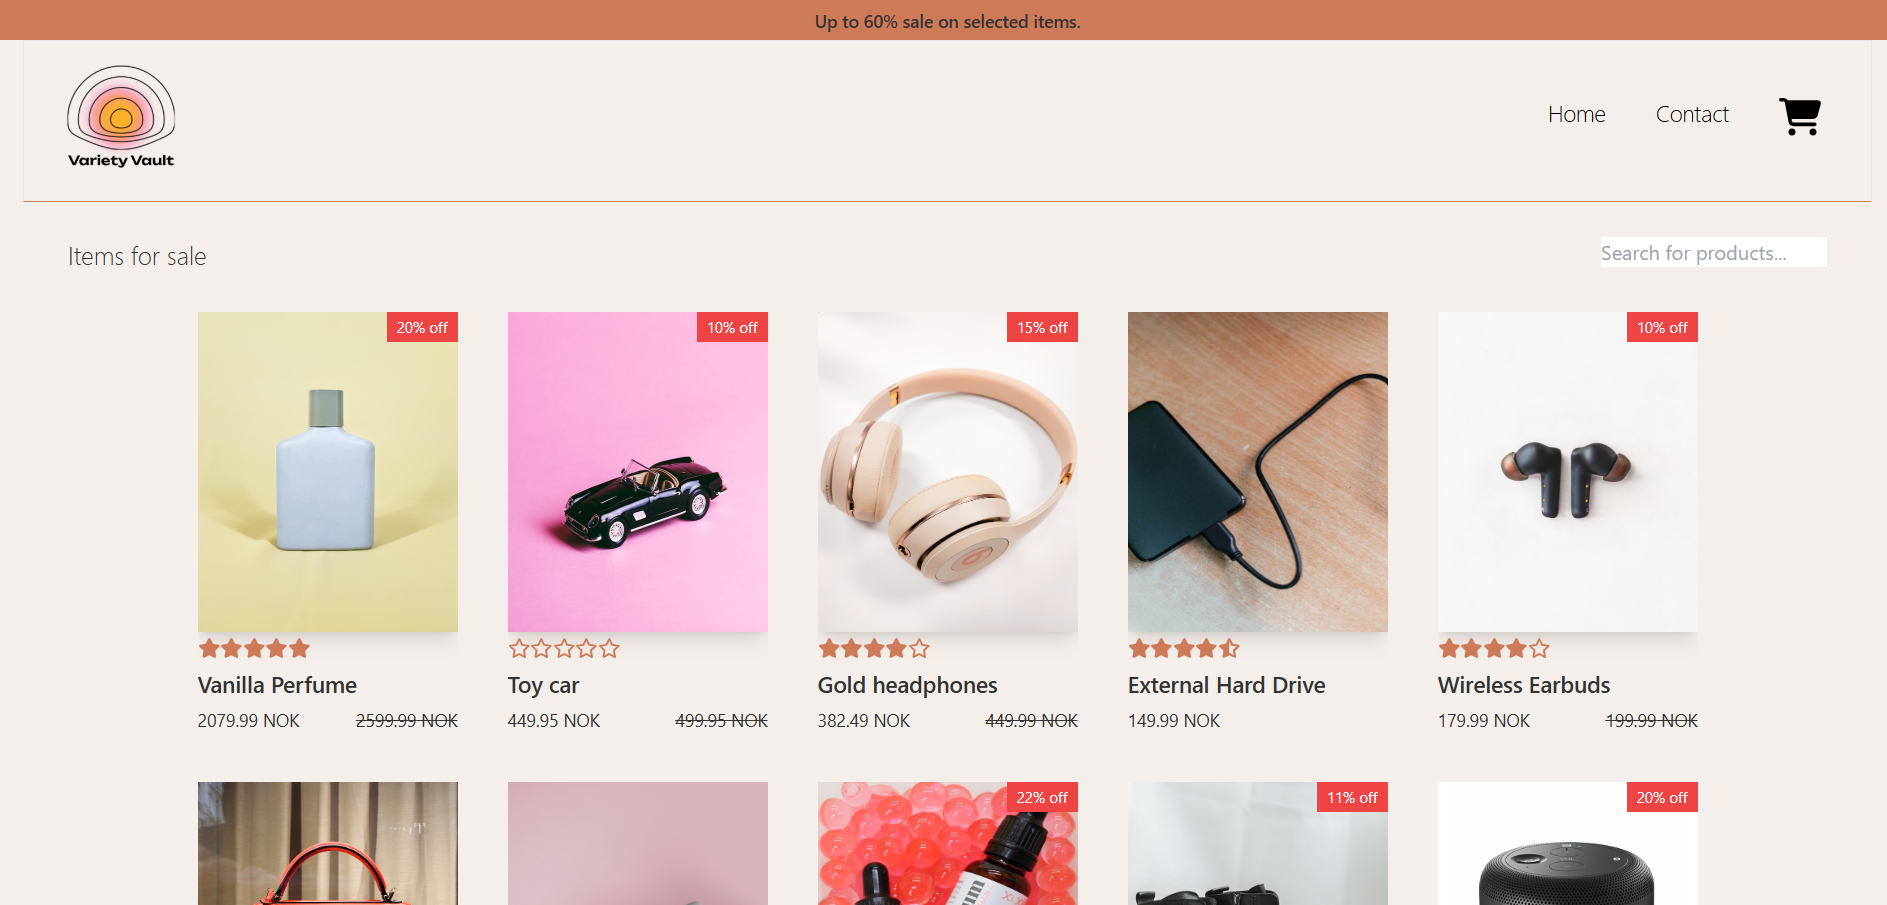 Up to 60% sale on selected items.
Variety Vault
Home
Contact
Items for sale
Search for products...
20% off
10% off
15% off
10% off
Vanilla Perfume
Toy car
Gold headphones
External Hard Drive
Wireless Earbuds
2079.99 NOK
2599.99 NOK
449.95 NOK
499.95 NOK
382.49 NOK
449.99 NOK
149.99 NOK
179.99 NOK
199.99 NOK
22% off
11% off
20% off